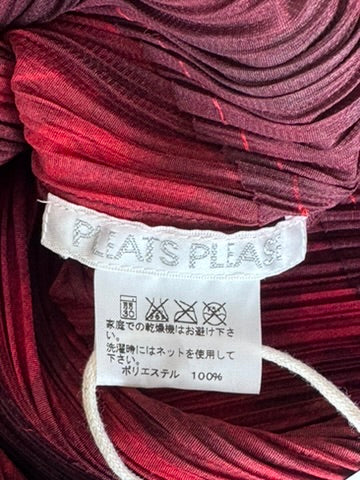 PLEATS PLEASE
30
家庭での乾燥機はお避け下さ
い。
洗濯時にはネットを使用して
下さい。
ポリエステル 100%